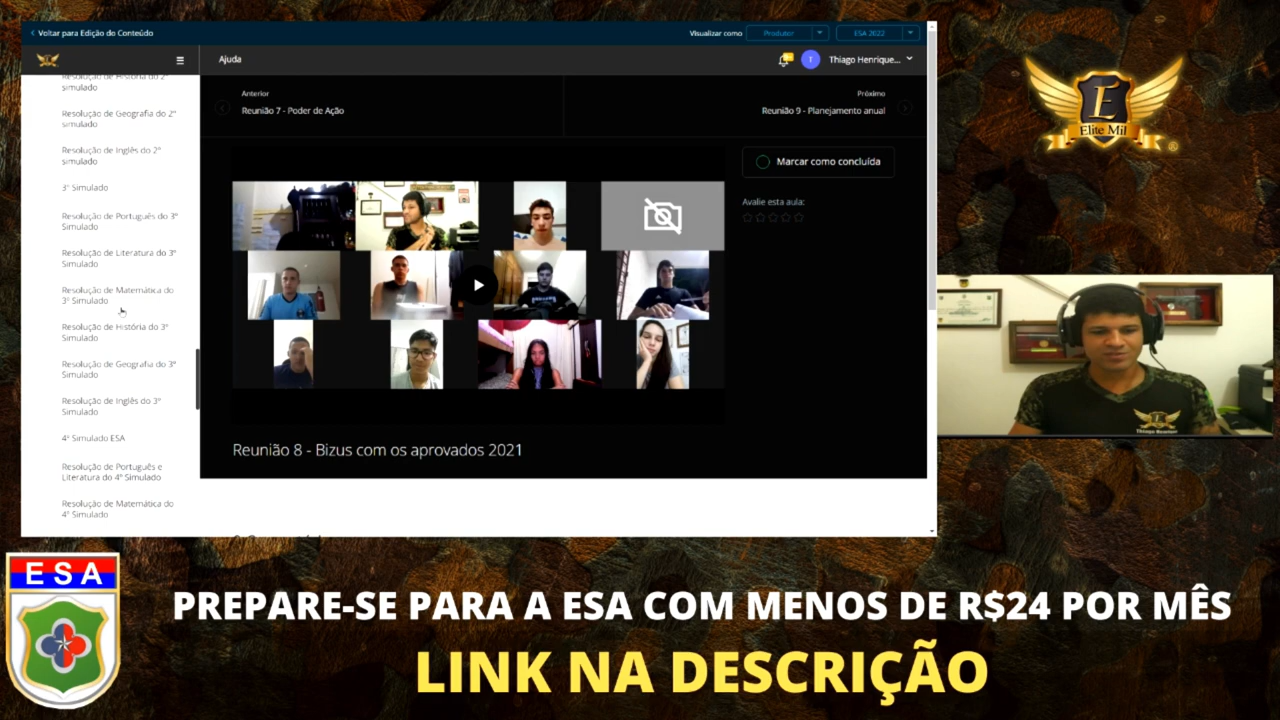 Voltar para Edição do Conteúdo
Visualizar como
Produtor
ESA 2022
Ajuda
T
Thiago Henrique...
Resolução de História do 2º
simulado
Resolução de Geografia do 2º
simulado
Resolução de Inglês do 2º
simulado
3º Simulado
Resolução de Português do 3º
Simulado
Resolução de Literatura do 3º
Simulado
Resolução de Matemática do
3º Simulado
Resolução de História do 3º
Simulado
Resolução de Geografia do 3º
Simulado
Resolução de Inglês do 3º
Simulado
4º Simulado ESA
Resolução de Português e
Literatura do 4º Simulado
Resolução de Matemática do
4º Simulado
Anterior
Reunião 7 - Poder de Ação
Próximo
Reunião 9 - Planejamento anual
Marcar como concluída
Avalie esta aula:
Reunião 8 - Bizus com os aprovados 2021
E
Elite Mil
®
ESA
PREPARE-SE PARA A ESA COM MENOS DE R$24 POR MÊS
LINK NA DESCRIÇÃO